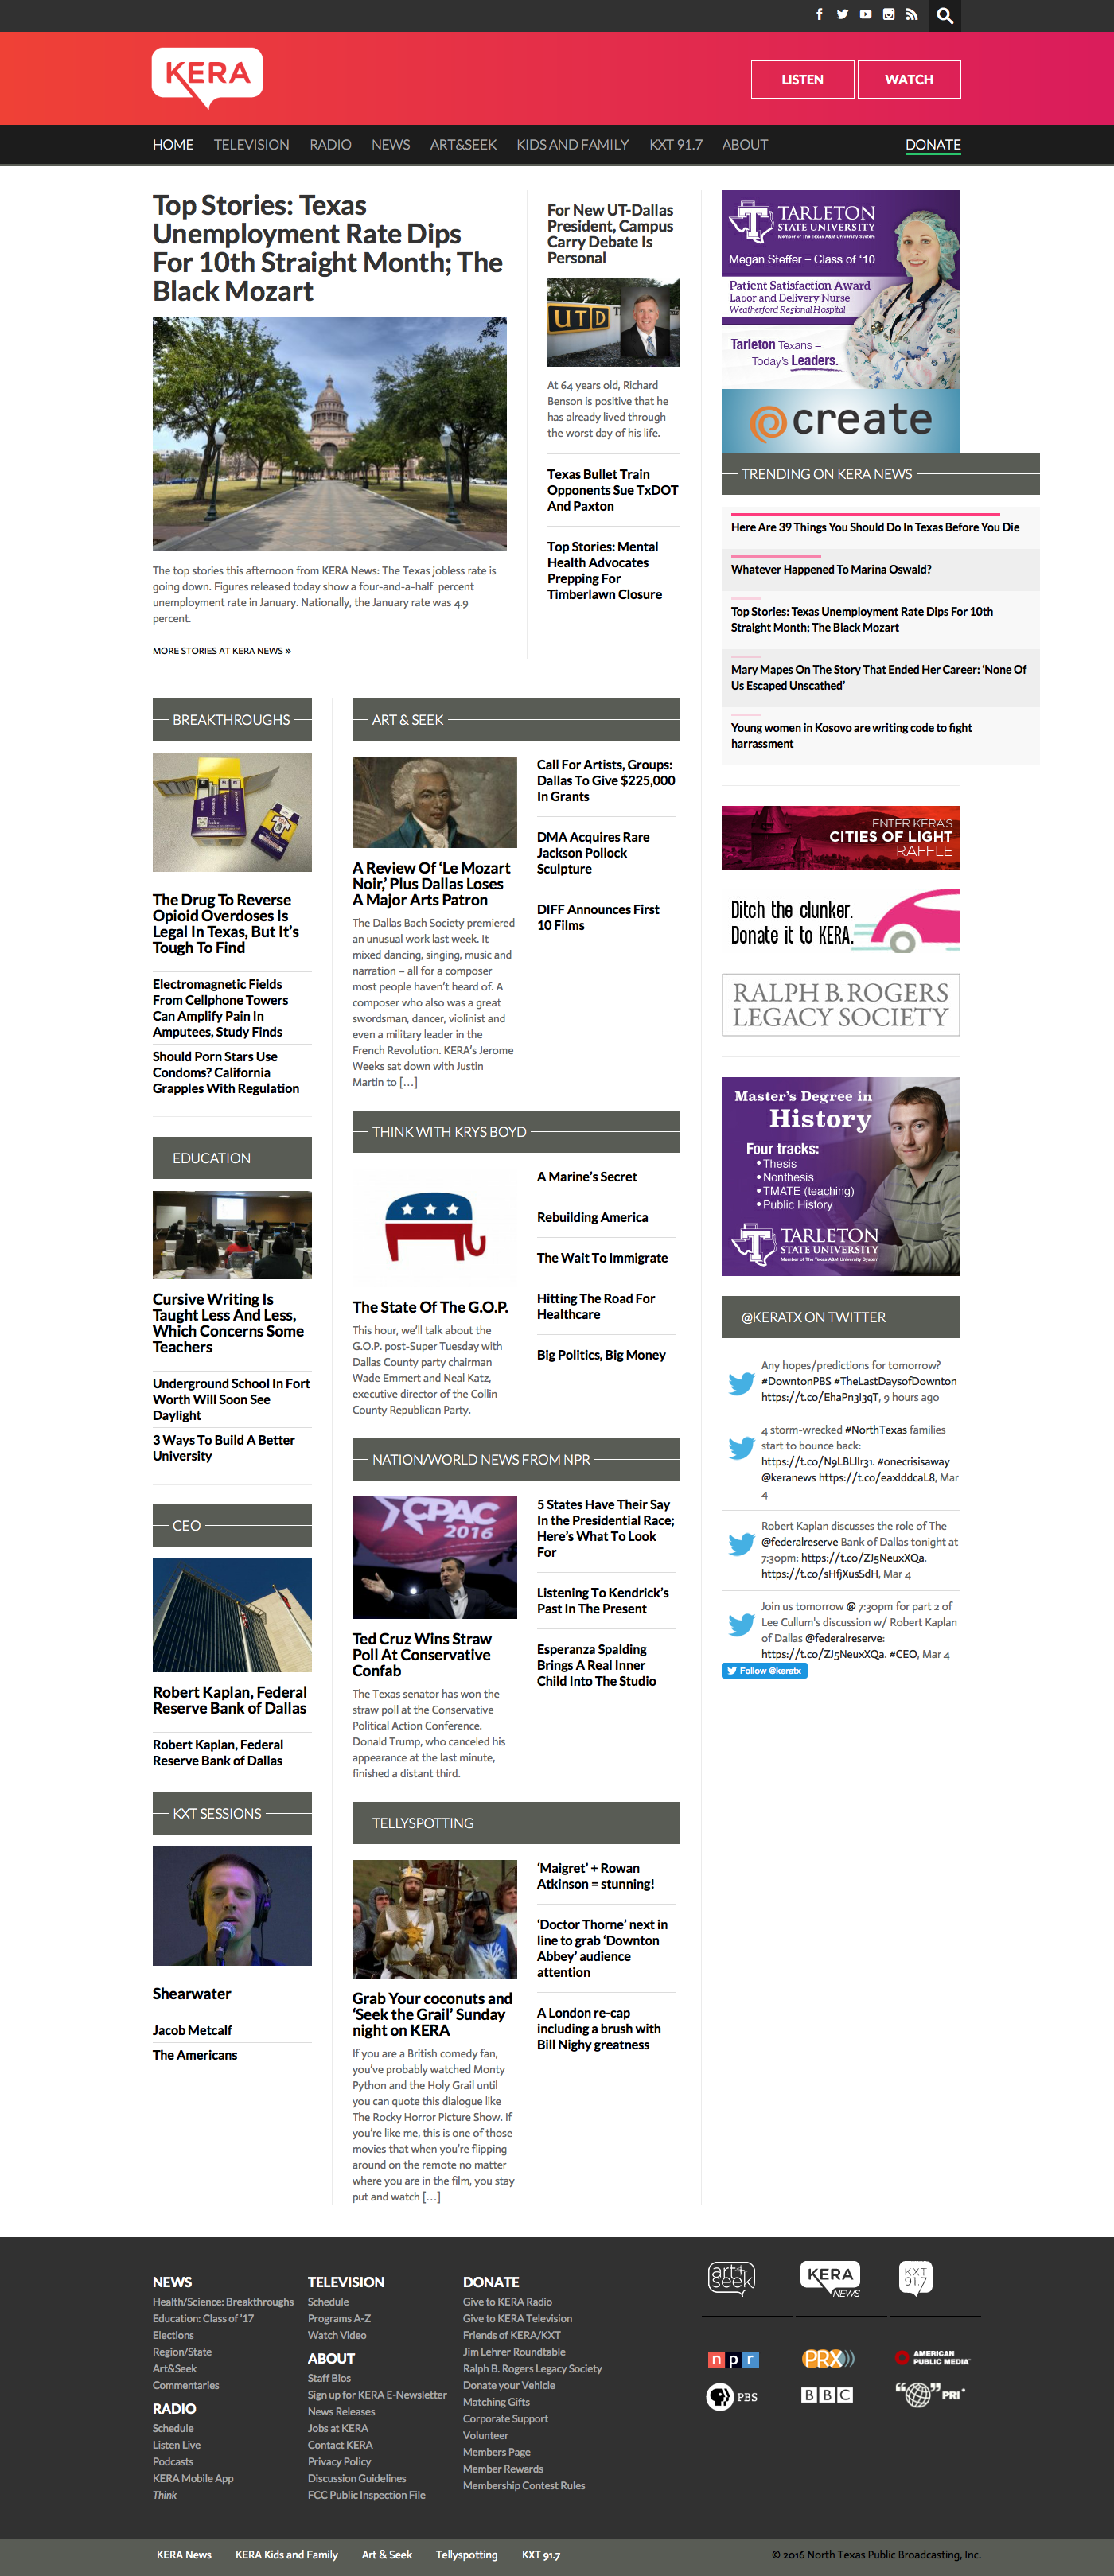 KERA
LISTEN
WATCH
HOME
TELEVISION
RADIO
NEWS
ART&SEEK
KIDS AND FAMILY
KXT 91.7
ABOUT
DONATE
Top Stories: Texas
Unemployment Rate Dips
For 10th Straight Month; The
Black Mozart
The top stories this afternoon from KERA News: The Texas jobless rate is
going down. Figures released today show a four-and-a-half  percent
unemployment rate in January. Nationally, the January rate was 4.9
percent.
MORE STORIES AT KERA NEWS »
For New UT-Dallas
President, Campus
Carry Debate Is
Personal
UTD
At 64 years old, Richard
Benson is positive that he
has already lived through
the worst day of his life.
Texas Bullet Train
Opponents Sue TxDOT
And Paxton
Top Stories: Mental
Health Advocates
Prepping For
Timberlawn Closure
TARLETON
STATE UNIVERSITY
Member of The Texas A&M University System
Megan Steffer – Class of '10
Patient Satisfaction Award
Labor and Delivery Nurse
Weatherford Regional Hospital
Tarleton Texans –
Today's Leaders.
create
TRENDING ON KERA NEWS
Here Are 39 Things You Should Do In Texas Before You Die
Whatever Happened To Marina Oswald?
Top Stories: Texas Unemployment Rate Dips For 10th
Straight Month; The Black Mozart
Mary Mapes On The Story That Ended Her Career: ‘None Of
Us Escaped Unscathed’
Young women in Kosovo are writing code to fight
harrassment
BREAKTHROUGHS
The Drug To Reverse
Opioid Overdoses Is
Legal In Texas, But It’s
Tough To Find
Electromagnetic Fields
From Cellphone Towers
Can Amplify Pain In
Amputees, Study Finds
Should Porn Stars Use
Condoms? California
Grapples With Regulation
EDUCATION
Cursive Writing Is
Taught Less And Less,
Which Concerns Some
Teachers
Underground School In Fort
Worth Will Soon See
Daylight
3 Ways To Build A Better
University
CEO
Robert Kaplan, Federal
Reserve Bank of Dallas
Robert Kaplan, Federal
Reserve Bank of Dallas
KXT SESSIONS
Shearwater
Jacob Metcalf
The Americans
ART & SEEK
A Review Of ‘Le Mozart
Noir,’ Plus Dallas Loses
A Major Arts Patron
The Dallas Bach Society premiered
an unusual work last week. It
mixed dancing, singing, music and
narration – all for a composer
most people haven’t heard of. A
composer who also was a great
swordsman, dancer, violinist and
even a military leader in the
French Revolution. KERA’s Jerome
Weeks sat down with Justin
Martin to […]
Call For Artists, Groups:
Dallas To Give $225,000
In Grants
DMA Acquires Rare
Jackson Pollock
Sculpture
DIFF Announces First
10 Films
THINK WITH KRYS BOYD
The State Of The G.O.P.
This hour, we’ll talk about the
G.O.P. post-Super Tuesday with
Dallas County party chairman
Wade Emmert and Neal Katz,
executive director of the Collin
County Republican Party.
A Marine’s Secret
Rebuilding America
The Wait To Immigrate
Hitting The Road For
Healthcare
Big Politics, Big Money
NATION/WORLD NEWS FROM NPR
CPAC
2016
Ted Cruz Wins Straw
Poll At Conservative
Confab
The Texas senator has won the
straw poll at the Conservative
Political Action Conference.
Donald Trump, who canceled his
appearance at the last minute,
finished a distant third.
5 States Have Their Say
In the Presidential Race;
Here’s What To Look
For
Listening To Kendrick’s
Past In The Present
Esperanza Spalding
Brings A Real Inner
Child Into The Studio
TELLYSPOTTING
Grab Your coconuts and
‘Seek the Grail’ Sunday
night on KERA
If you are a British comedy fan,
you’ve probably watched Monty
Python and the Holy Grail until
you can quote this dialogue like
The Rocky Horror Picture Show. If
you’re like me, this is one of those
movies that when you’re flipping
around on the remote no matter
where you are in the film, you stay
put and watch […]
‘Maigret’ + Rowan
Atkinson = stunning!
‘Doctor Thorne’ next in
line to grab ‘Downton
Abbey’ audience
attention
A London re-cap
including a brush with
Bill Nighy greatness
ENTER KERA'S
CITIES OF LIGHT
RAFFLE
Ditch the clunker.
Donate it to KERA.
RALPH B. ROGERS
LEGACY SOCIETY
Master's Degree in
History
Four tracks:
• Thesis
• Nonthesis
• TMATE (teaching)
• Public History
TARLETON
STATE UNIVERSITY
Member of The Texas A&M University System
@KERATX ON TWITTER
Any hopes/predictions for tomorrow?
#DowntonPBS #TheLastDaysofDownton
https://t.co/EhaPn3I3qT, 9 hours ago
4 storm-wrecked #NorthTexas families
start to bounce back:
https://t.co/N9LBLlIr31. #onecrisisaway
@keranews https://t.co/eaxIddcaL8, Mar
4
Robert Kaplan discusses the role of The
@federalreserve Bank of Dallas tonight at
7:30pm: https://t.co/ZJ5NeuxXQa.
https://t.co/sHfjXusSdH, Mar 4
Join us tomorrow @ 7:30pm for part 2 of
Lee Cullum's discussion w/ Robert Kaplan
of Dallas @federalreserve:
https://t.co/ZJ5NeuxXQa. #CEO, Mar 4
Follow @keratx
NEWS
Health/Science: Breakthroughs
Education: Class of ’17
Elections
Region/State
Art&Seek
Commentaries
RADIO
Schedule
Listen Live
Podcasts
KERA Mobile App
Think
TELEVISION
Schedule
Programs A-Z
Watch Video
ABOUT
Staff Bios
Sign up for KERA E-Newsletter
News Releases
Jobs at KERA
Contact KERA
Privacy Policy
Discussion Guidelines
FCC Public Inspection File
DONATE
Give to KERA Radio
Give to KERA Television
Friends of KERA/KXT
Jim Lehrer Roundtable
Ralph B. Rogers Legacy Society
Donate your Vehicle
Matching Gifts
Corporate Support
Volunteer
Members Page
Member Rewards
Membership Contest Rules
art&seek
KERA NEWS
KXT 91.7
npr
PRX
AMERICAN
PUBLIC MEDIA
PBS
BBC
PRI
KERA News
KERA Kids and Family
Art & Seek
Tellyspotting
KXT 91.7
© 2016 North Texas Public Broadcasting, Inc.